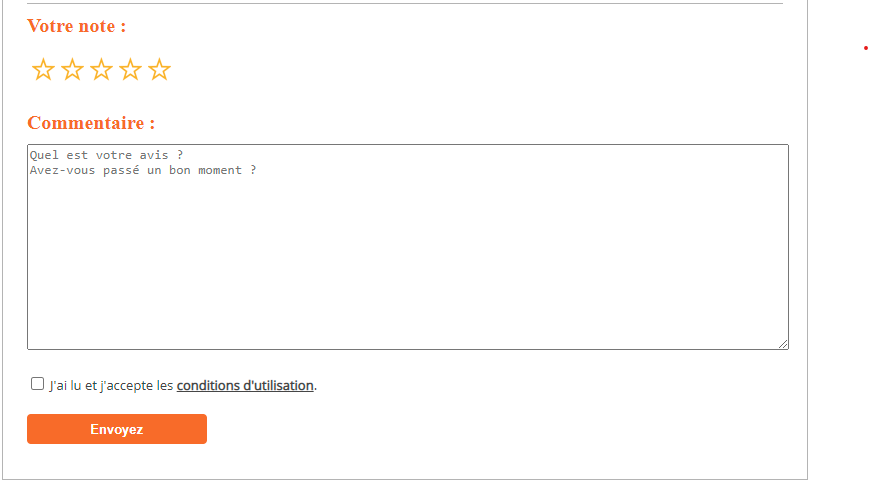 Votre note :
Commentaire :
Quel est votre avis ?
Avez-vous passé un bon moment ?
J'ai lu et j'accepte les conditions d'utilisation.
Envoyez